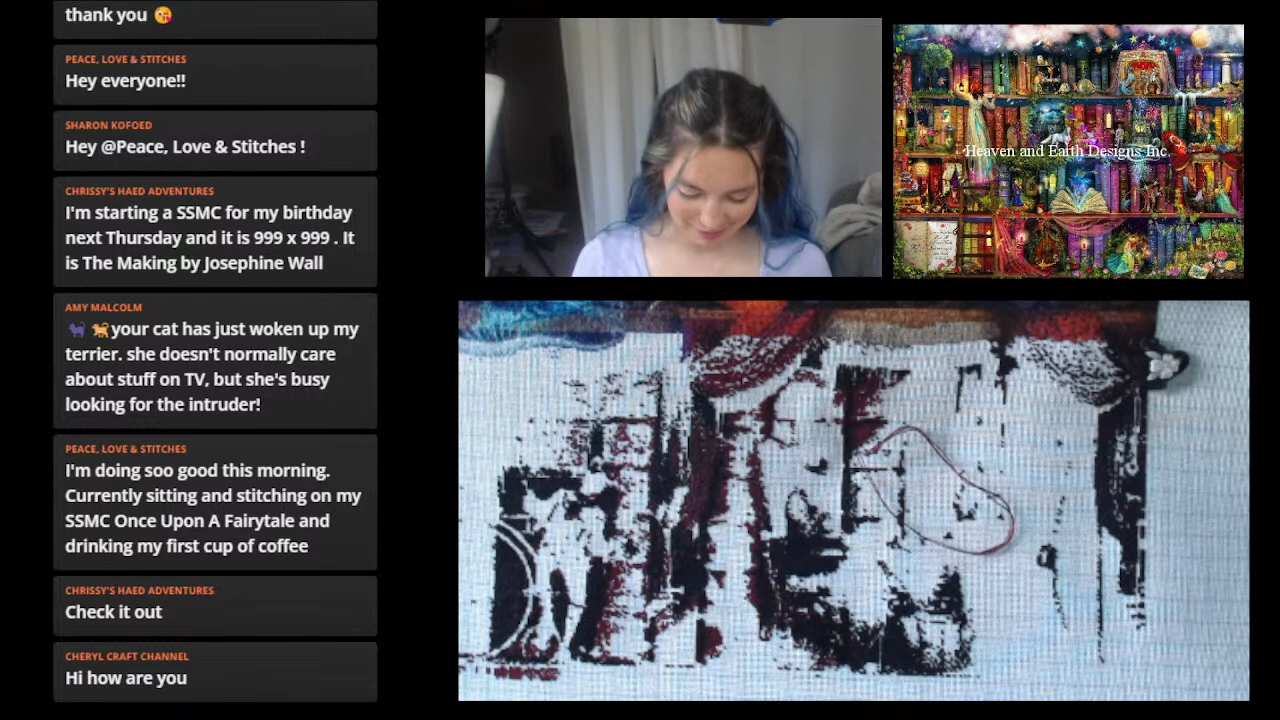 thank you 😘
PEACE, LOVE & STITCHES
Hey everyone!!
SHARON KOFOED
Hey @Peace, Love & Stitches !
CHRISSY'S HAED ADVENTURES
I'm starting a SSMC for my birthday
next Thursday and it is 999 x 999 . It
is The Making by Josephine Wall
AMY MALCOLM
🐈‍⬛ 🐈your cat has just woken up my
terrier. she doesn't normally care
about stuff on TV, but she's busy
looking for the intruder!
PEACE, LOVE & STITCHES
I'm doing soo good this morning.
Currently sitting and stitching on my
SSMC Once Upon A Fairytale and
drinking my first cup of coffee
CHRISSY'S HAED ADVENTURES
Check it out
CHERYL CRAFT CHANNEL
Hi how are you
Heaven and Earth Designs Inc.